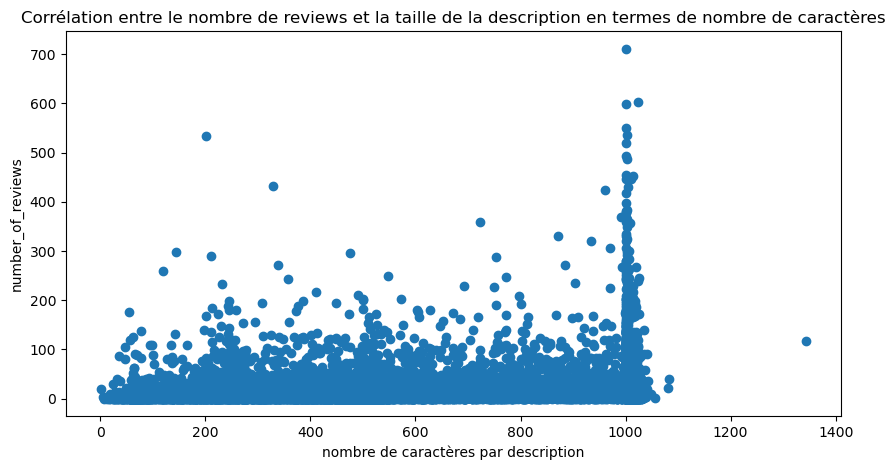 Corrélation entre le nombre de reviews et la taille de la description en termes de nombre de caractères
700
600
500
400
300
200
100
0
number_of_reviews
0 200 400 600 800 1000 1200 1400
nombre de caractères par description